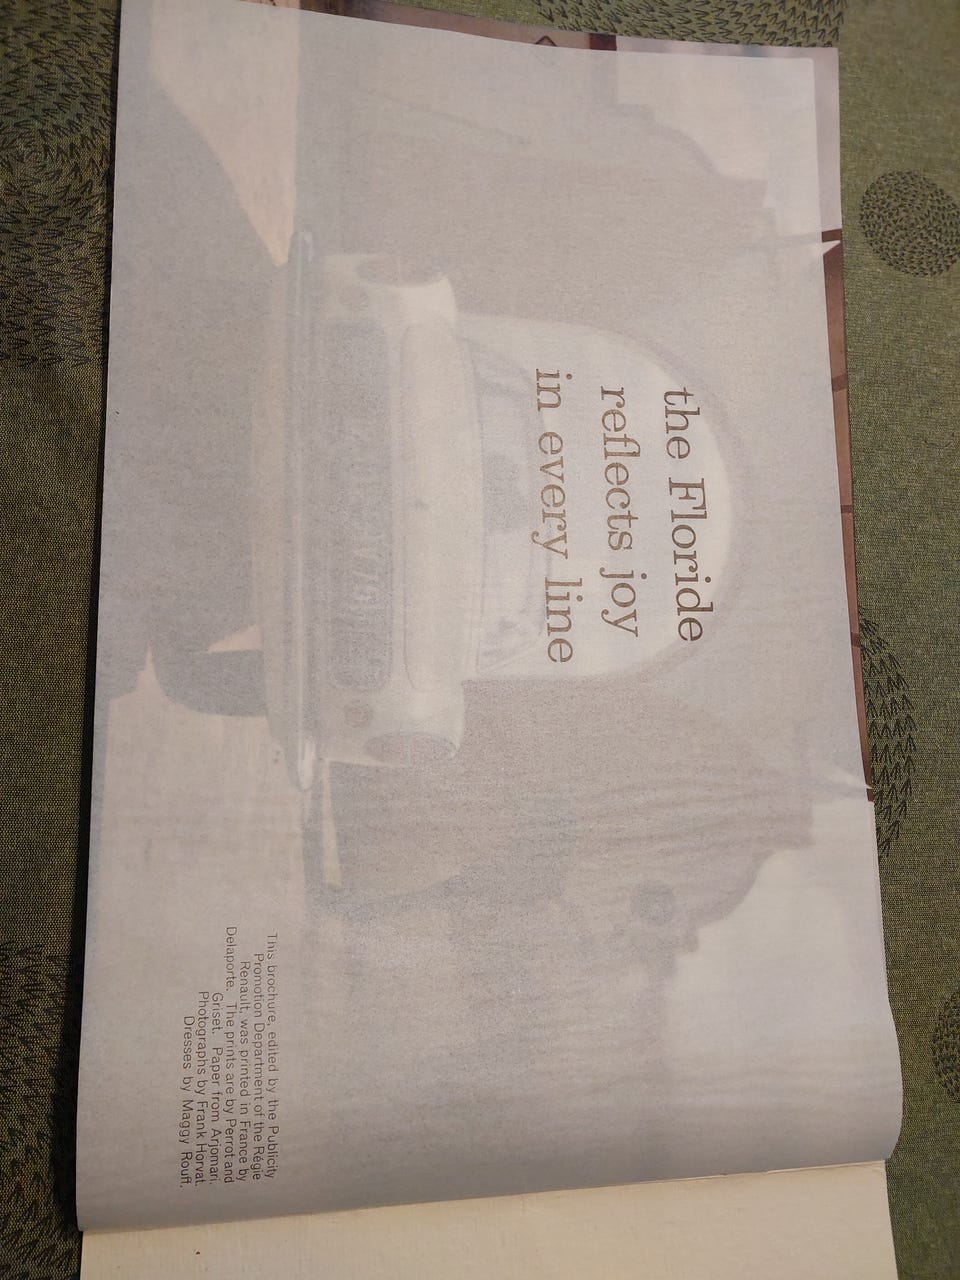 the Floride
reflects joy
in every line
This brochure, edited by the Publicity
Promotion Department of the Régie
Renault, was printed in France by
Delaporte. The prints are by Perrot and
Griset. Paper from Arjomari.
Photographs by Frank Horvat.
Dresses by Maggy Rouff.